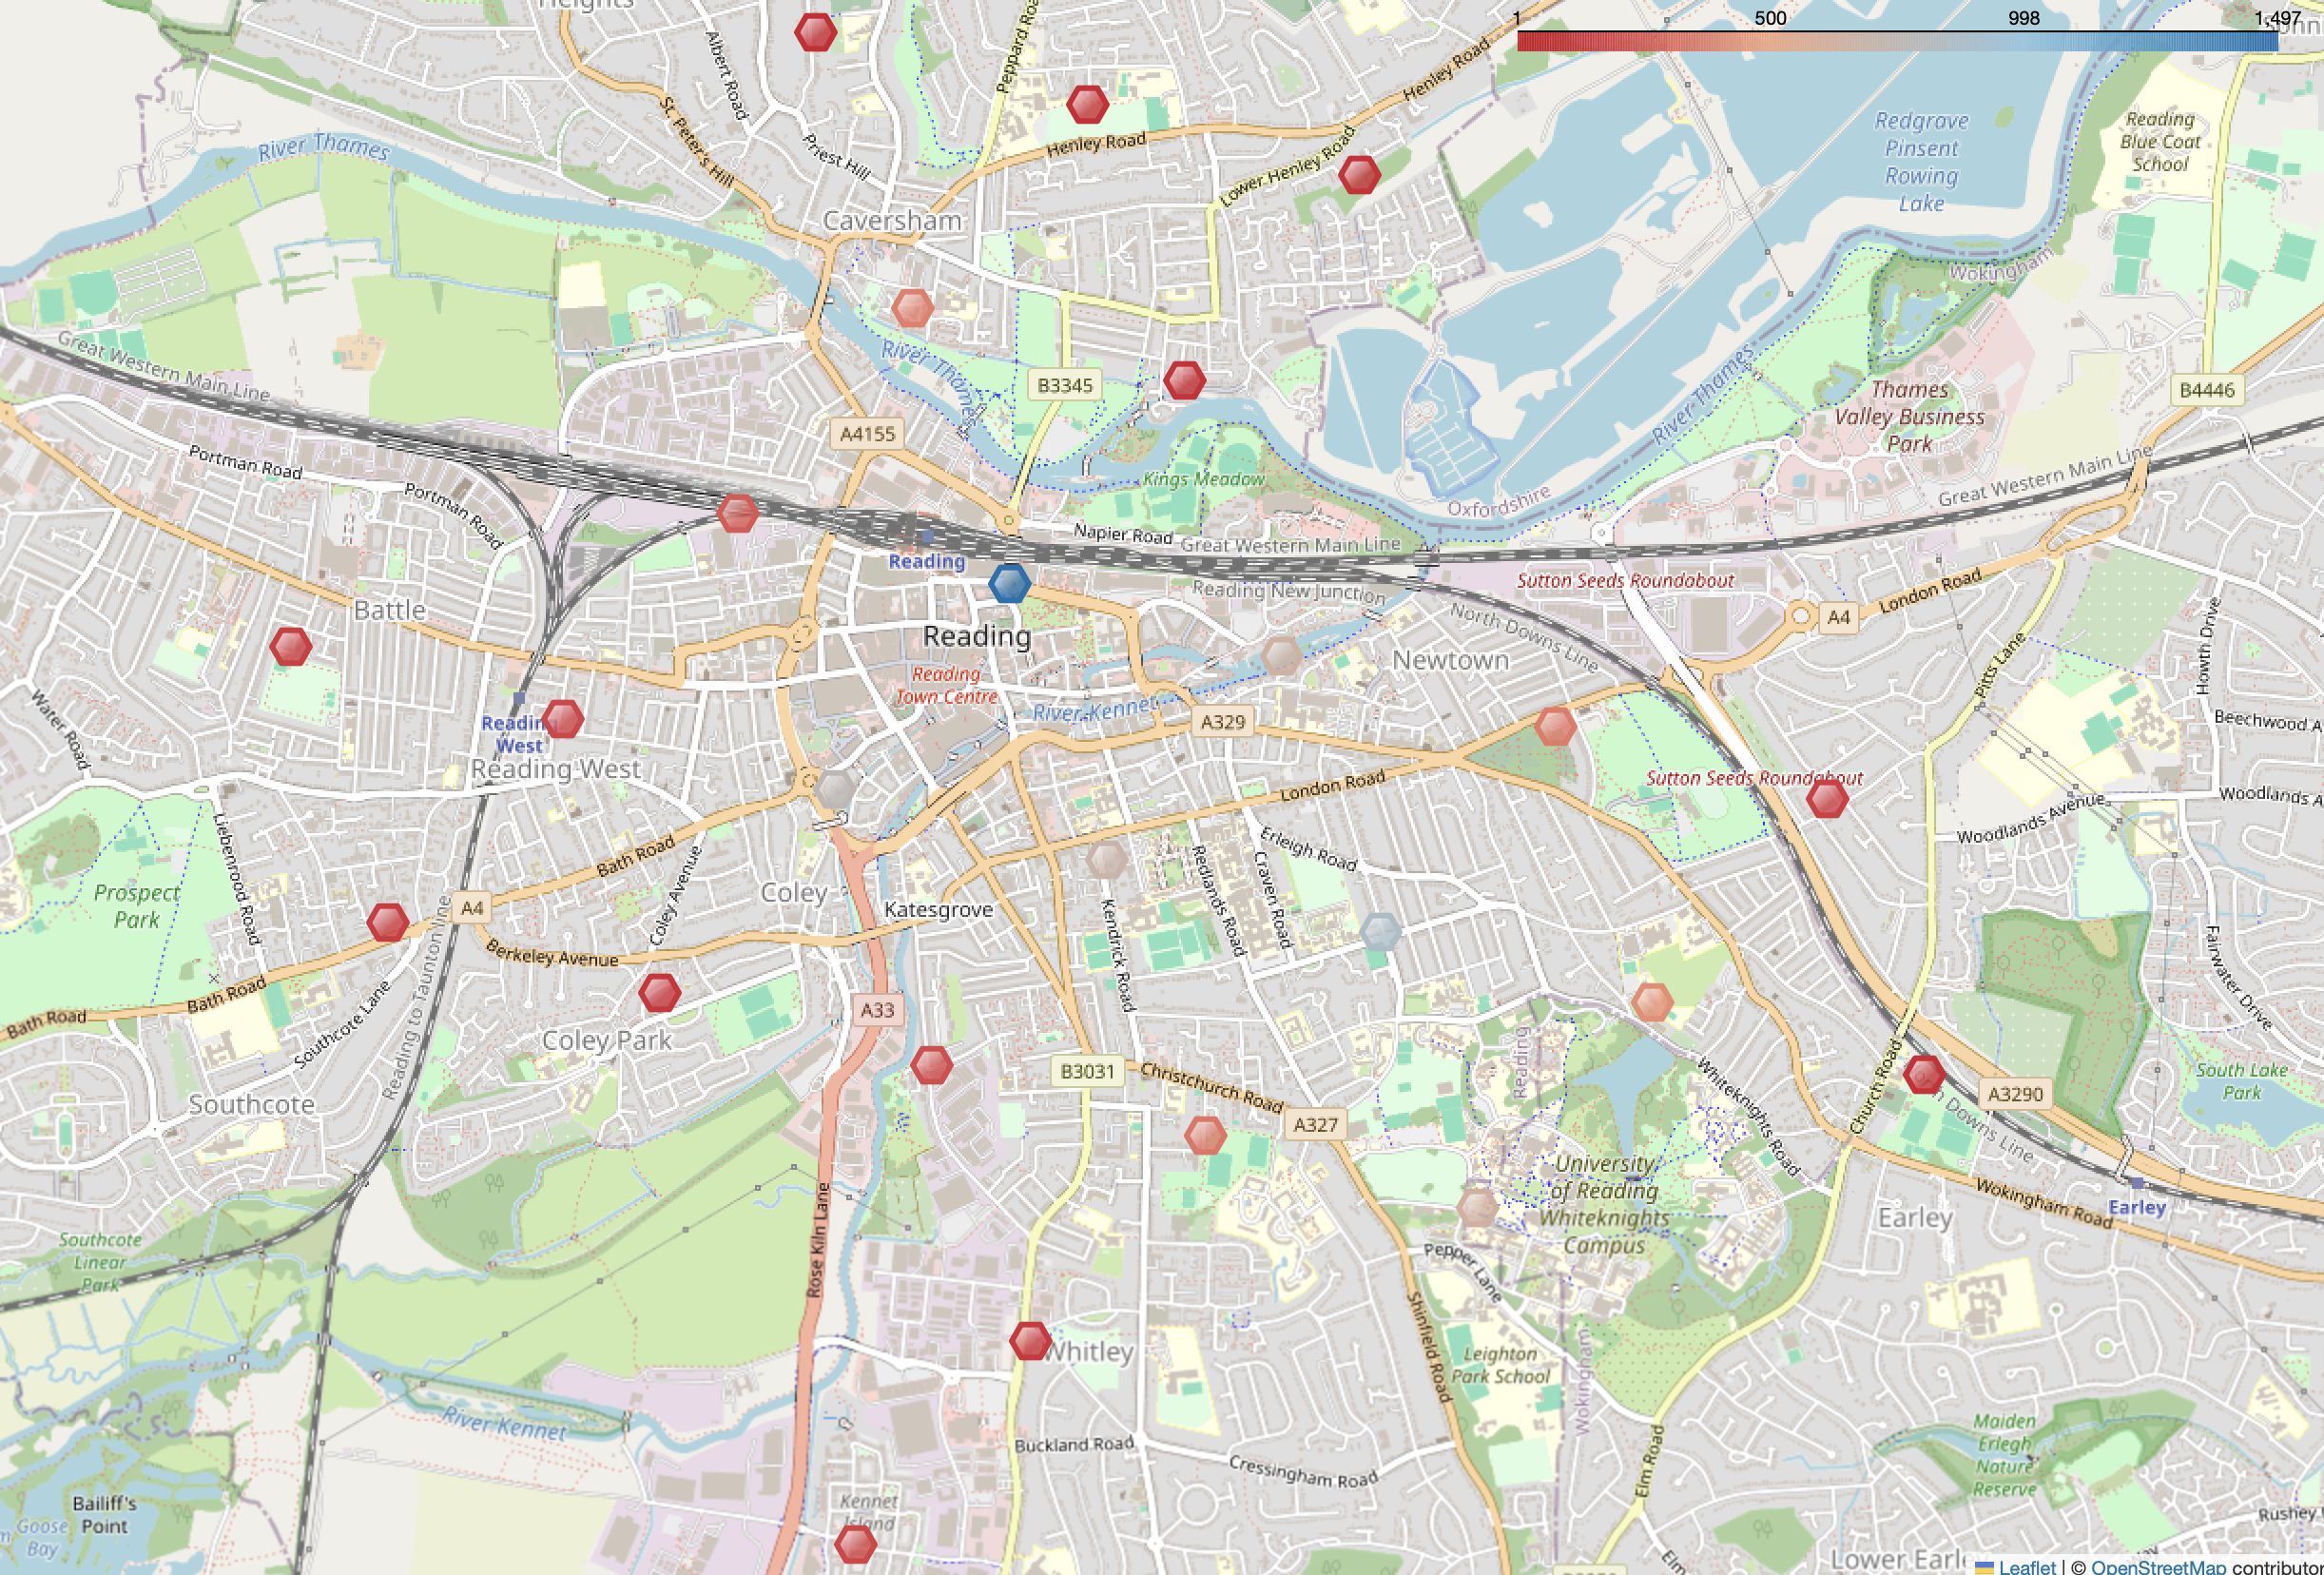 Heights
1
500
998
1,497
Albert Road
Peppard Road
Henley Road
St. Peter's Hill
Priest Hill
Henley Road
Lower Henley Road
Redgrove
Pinsent
Rowing
Lake
Reading
Blue Coat
School
River Thames
Caversham
Wokingham
Great Western Main Line
River Thames
B3345
River Thames
Thames
Valley Business
Park
B4446
A4155
Portman Road
Portman Road
Kings Meadow
Oxfordshire
Great Western Main Line
Napier Road
Great Western Main Line
Reading
Reading New Junction
Sutton Seeds Roundabout
London Road
A4
North Downs Line
Battle
Reading
Newtown
Reading
Town Centre
Pitts Lane
Howth Drive
River Kennet
A329
Water Road
Reading
West
Reading West
Beechwood A
Sutton Seeds Roundabout
London Road
Woodlands Avenue
Woodlands A
Liebenrood Road
Bath Road
Coley Avenue
Erleigh Road
Redlands Road
Craven Road
Prospect
Park
A4
Coley
Katesgrove
Kendrick Road
Berkeley Avenue
Fairwater Drive
Bath Road
Bath Road
Southcote Lane
Reading to Taunton line
A33
Coley Park
Reading
Southcote
B3031
Christchurch Road
A327
Whiteknights Road
Church Road
A3290
South Lake
Park
Downs Line
University
of Reading
Whiteknights
Campus
Wokingham Road
Earley
Earley
Southcote
Linear
Park
Rose Kiln Lane
Pepper Lane
Shinfield Road
Whitley
Leighton
Park School
Wokingham
River Kennet
Buckland Road
Cressingham Road
Elm Road
Maiden
Erlegh
Nature
Reserve
Bailiff's
Point
Goose
Bay
Kennet
Island
Rushey
Elm
Lower Earl
Leaflet | © OpenStreetMap contributor